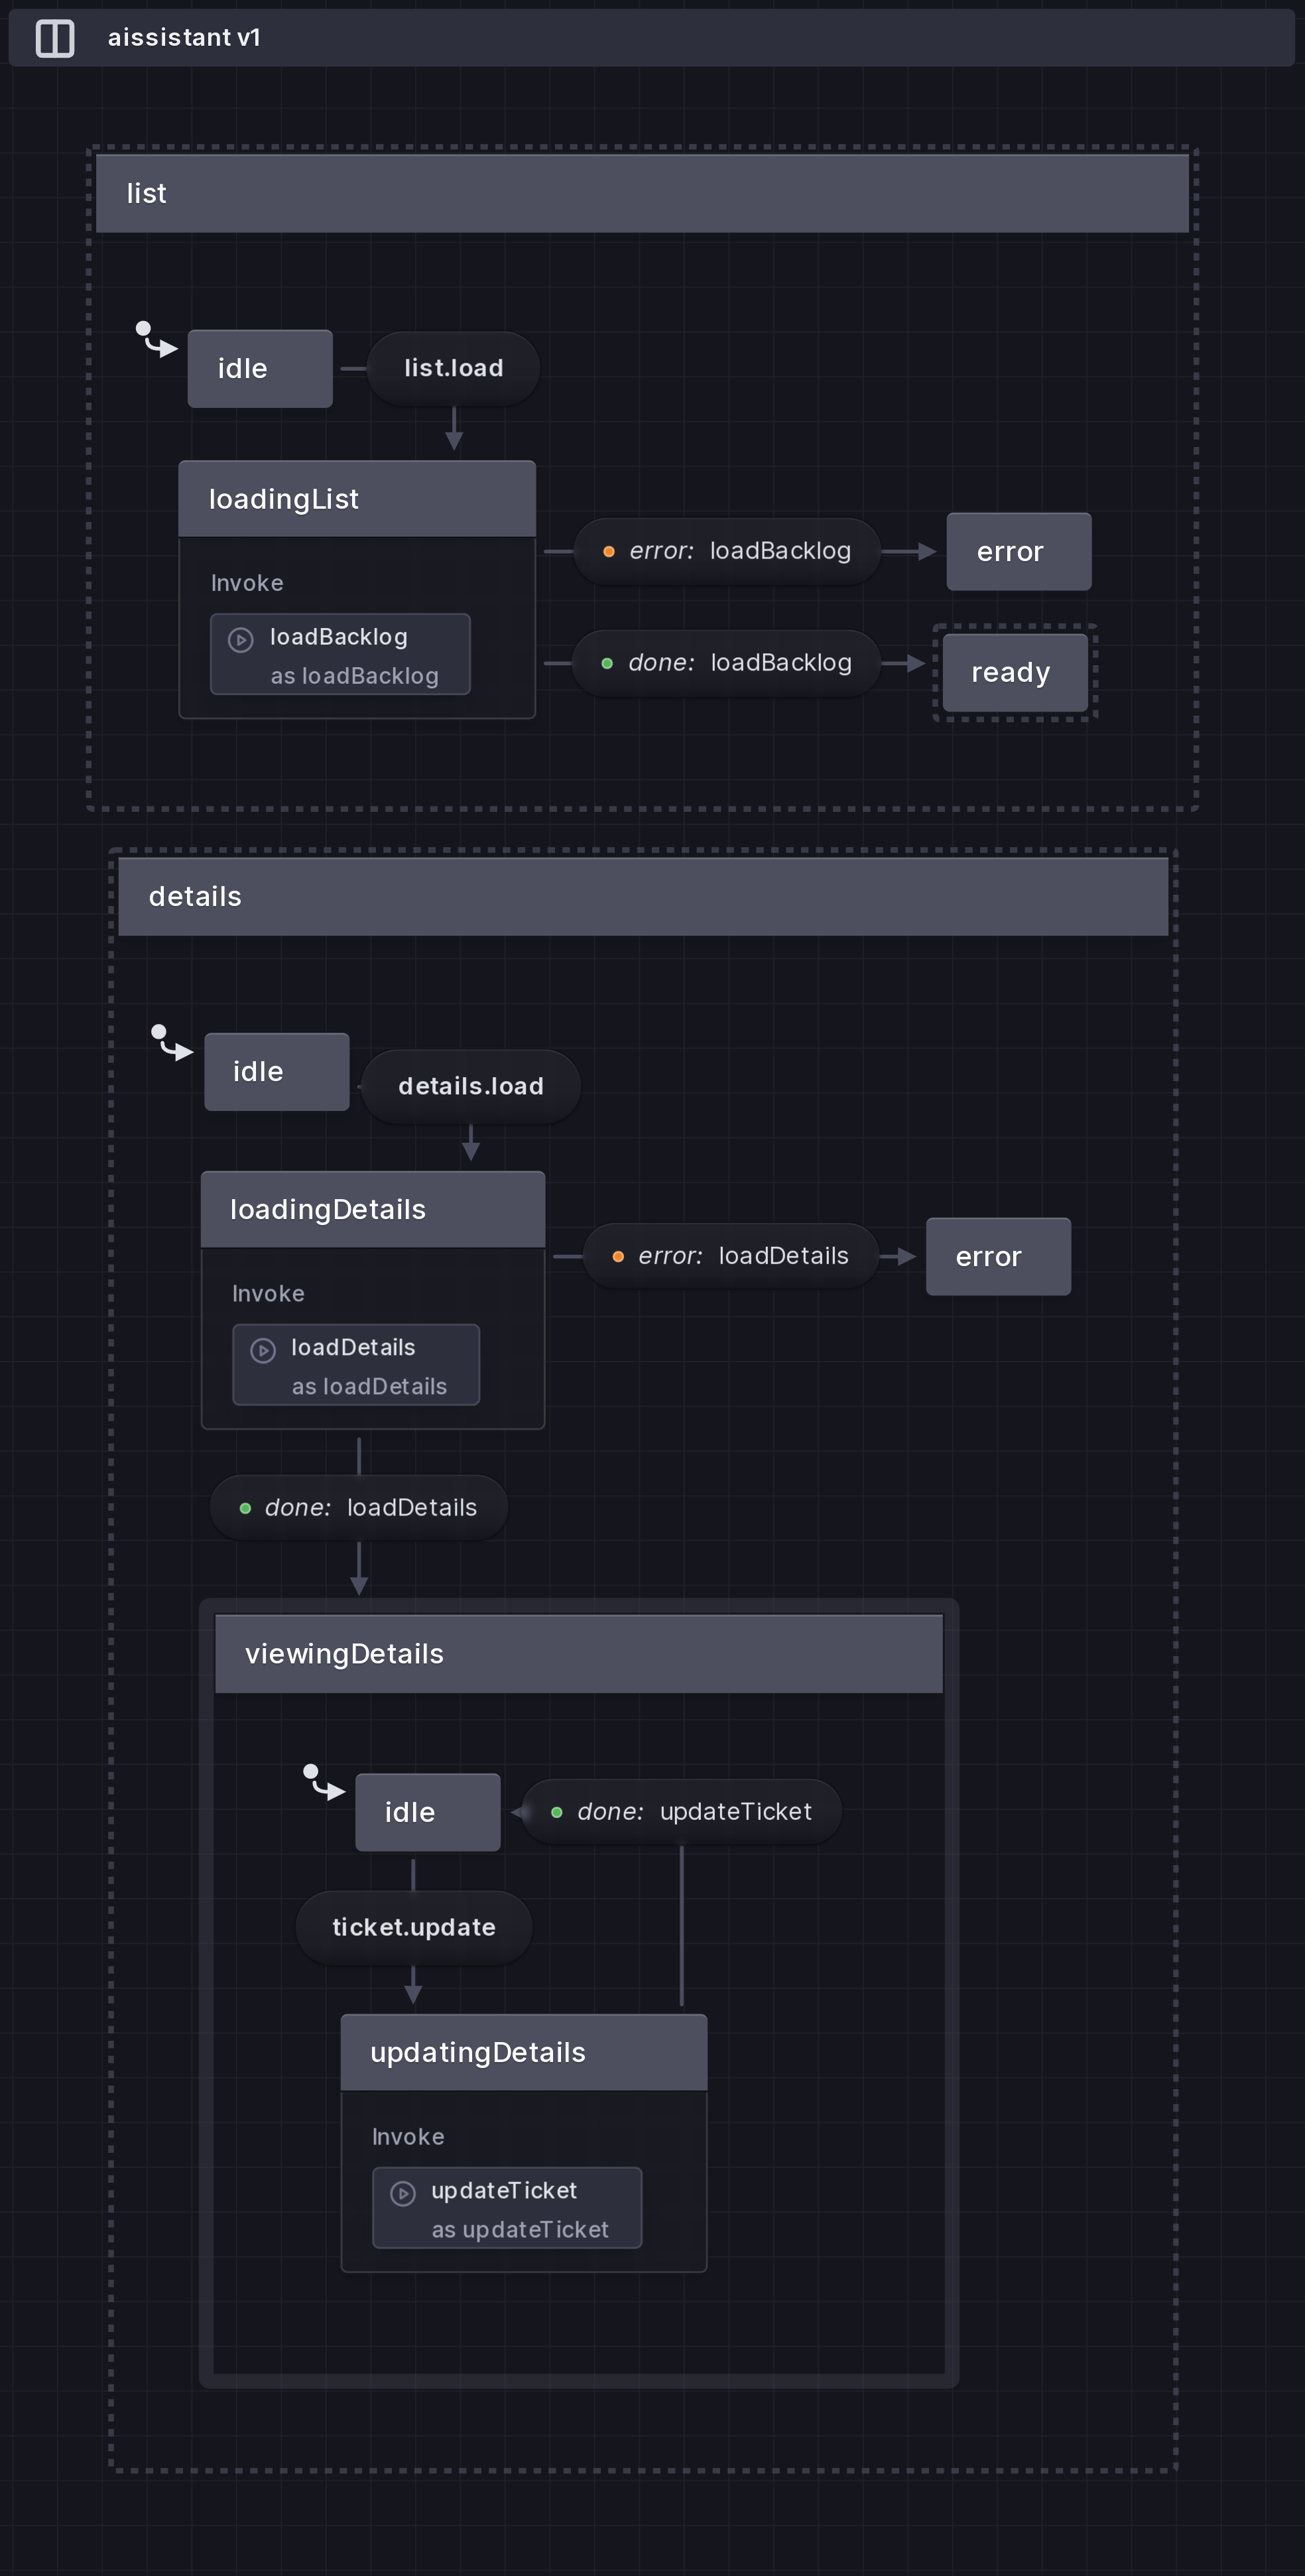 aissistant v1
list
idle
list.load
loadingList
Invoke
loadBacklog
as loadBacklog
error: loadBacklog
error
done: loadBacklog
ready
details
idle
details.load
loadingDetails
Invoke
loadDetails
as loadDetails
error: loadDetails
error
done: loadDetails
viewingDetails
idle
done: updateTicket
ticket.update
updatingDetails
Invoke
updateTicket
as updateTicket